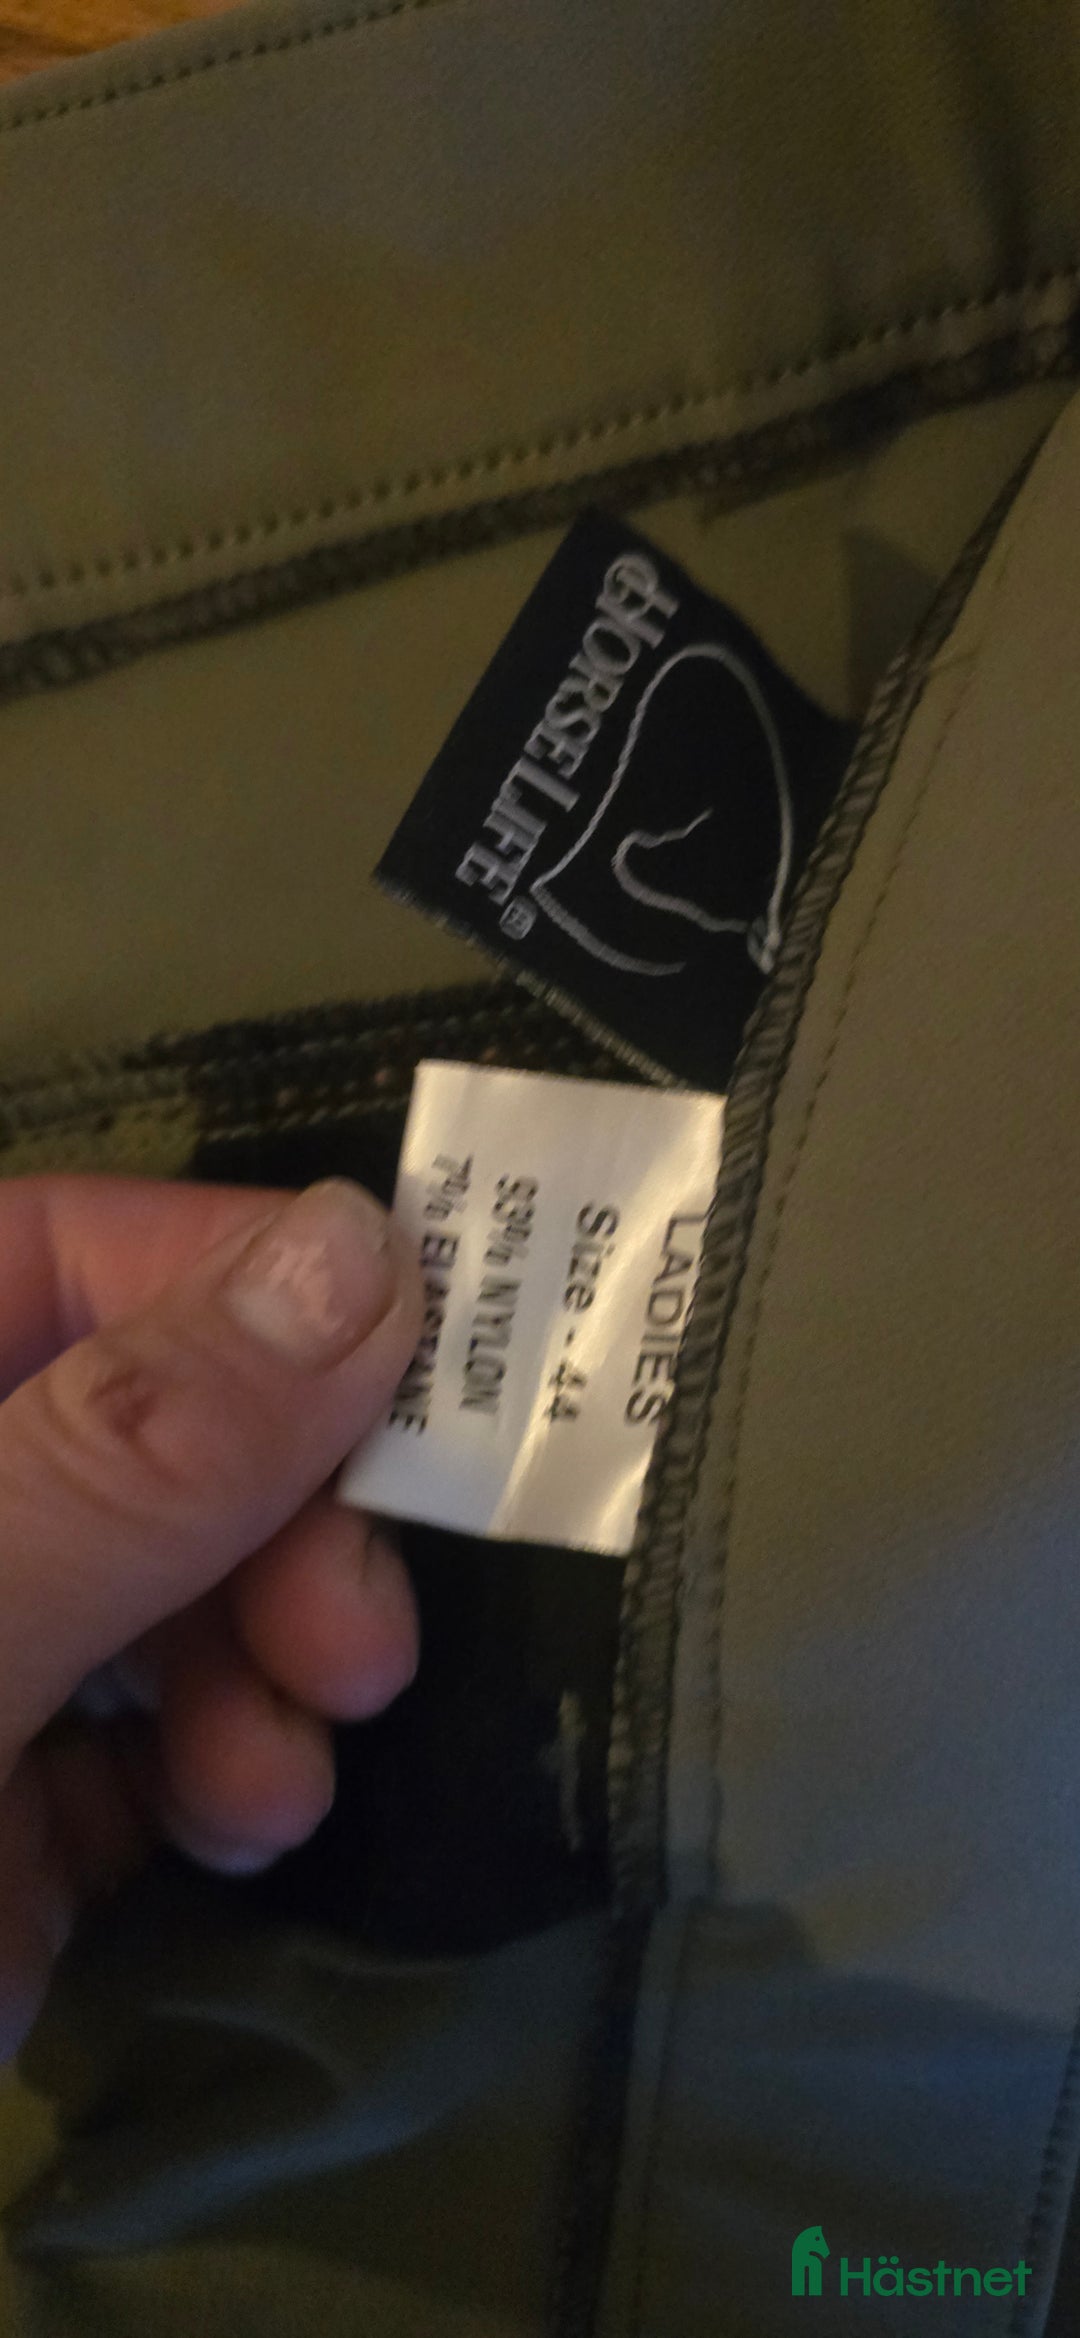 HORSELIFE®
LADIES
Size - 44
93% NYLON
7% ELASTANE
Hästnet